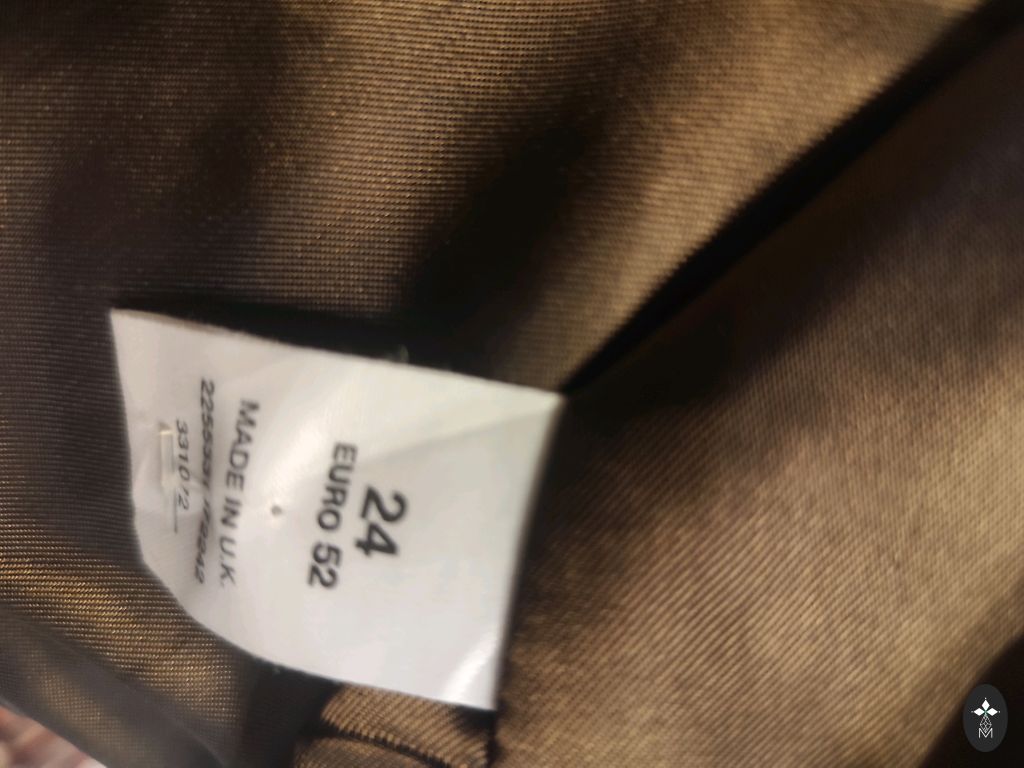 24
EURO 52
MADE IN U.K.
3310/2